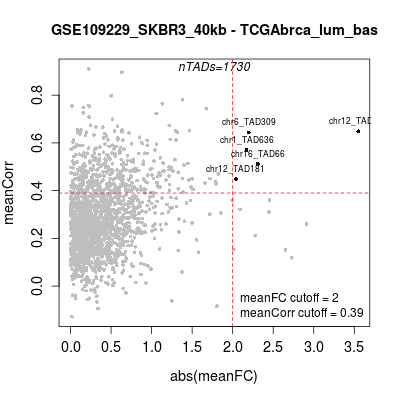 GSE109229_SKBR3_40kb - TCGAbrca_lum_bas
nTADs=1730
chr6_TAD309
chr12_TAD
chr1_TAD636
chr16_TAD66
chr12_TAD181
meanFC cutoff = 2
meanCorr cutoff = 0.39
meanCorr
0.0
0.2
0.4
0.6
0.8
0.0 0.5 1.0 1.5 2.0 2.5 3.0 3.5
abs(meanFC)